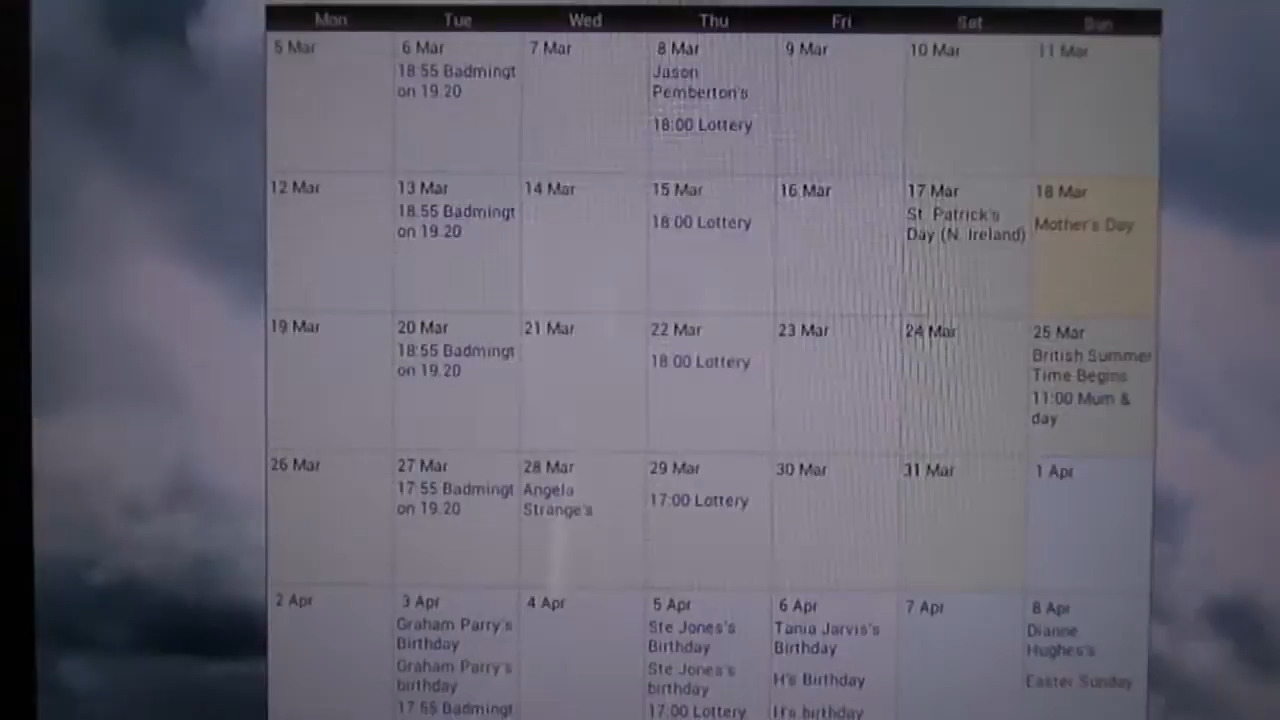 Mon Tue Wed Thu Fri Sat Sun
5 Mar
6 Mar
18:55 Badmingt
on 19.20
7 Mar
8 Mar
Jason
Pemberton's
18:00 Lottery
9 Mar
10 Mar
11 Mar
12 Mar
13 Mar
18:55 Badmingt
on 19.20
14 Mar
15 Mar
18:00 Lottery
16 Mar
17 Mar
St. Patrick's
Day (N. Ireland)
18 Mar
Mother's Day
19 Mar
20 Mar
18:55 Badmingt
on 19.20
21 Mar
22 Mar
18:00 Lottery
23 Mar
24 Mar
25 Mar
British Summer
Time Begins
11:00 Mum &
day
26 Mar
27 Mar
17:55 Badmingt
on 19.20
28 Mar
Angela
Strange's
29 Mar
17:00 Lottery
30 Mar
31 Mar
1 Apr
2 Apr
3 Apr
Graham Parry's
Birthday
Graham Parry's
birthday
17:55 Badmingt
4 Apr
5 Apr
Ste Jones's
Birthday
Ste Jones's
birthday
17:00 Lottery
6 Apr
Tania Jarvis's
Birthday
H's Birthday
H's birthday
7 Apr
8 Apr
Dianne
Hughes's
Easter Sunday